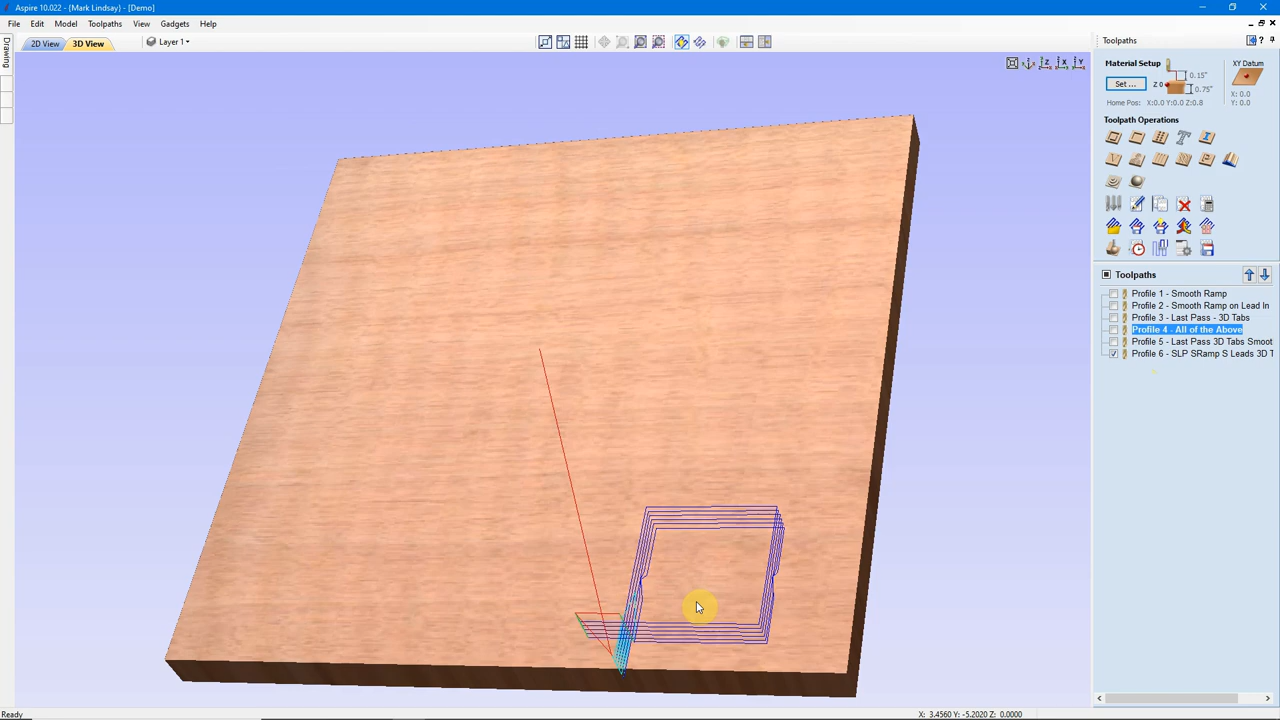 Aspire 10.022 - {Mark Lindsay} - [Demo]
File Edit Model Toolpaths View Gadgets Help
2D View 3D View Layer 1
Drawing
Toolpaths
Material Setup
XY Datum
0.15"
Set ...
Z 0
0.75"
X: 0.0
Y: 0.0
Home Pos: X:0.0 Y:0.0 Z:0.8
Toolpath Operations
Toolpaths
Profile 1 - Smooth Ramp
Profile 2 - Smooth Ramp on Lead In
Profile 3 - Last Pass - 3D Tabs
Profile 4 - All of the Above
Profile 5 - Last Pass 3D Tabs Smoot
Profile 6 - SLP SRamp S Leads 3D T
Ready
X: 3.4560 Y: -5.2020 Z: 0.0000